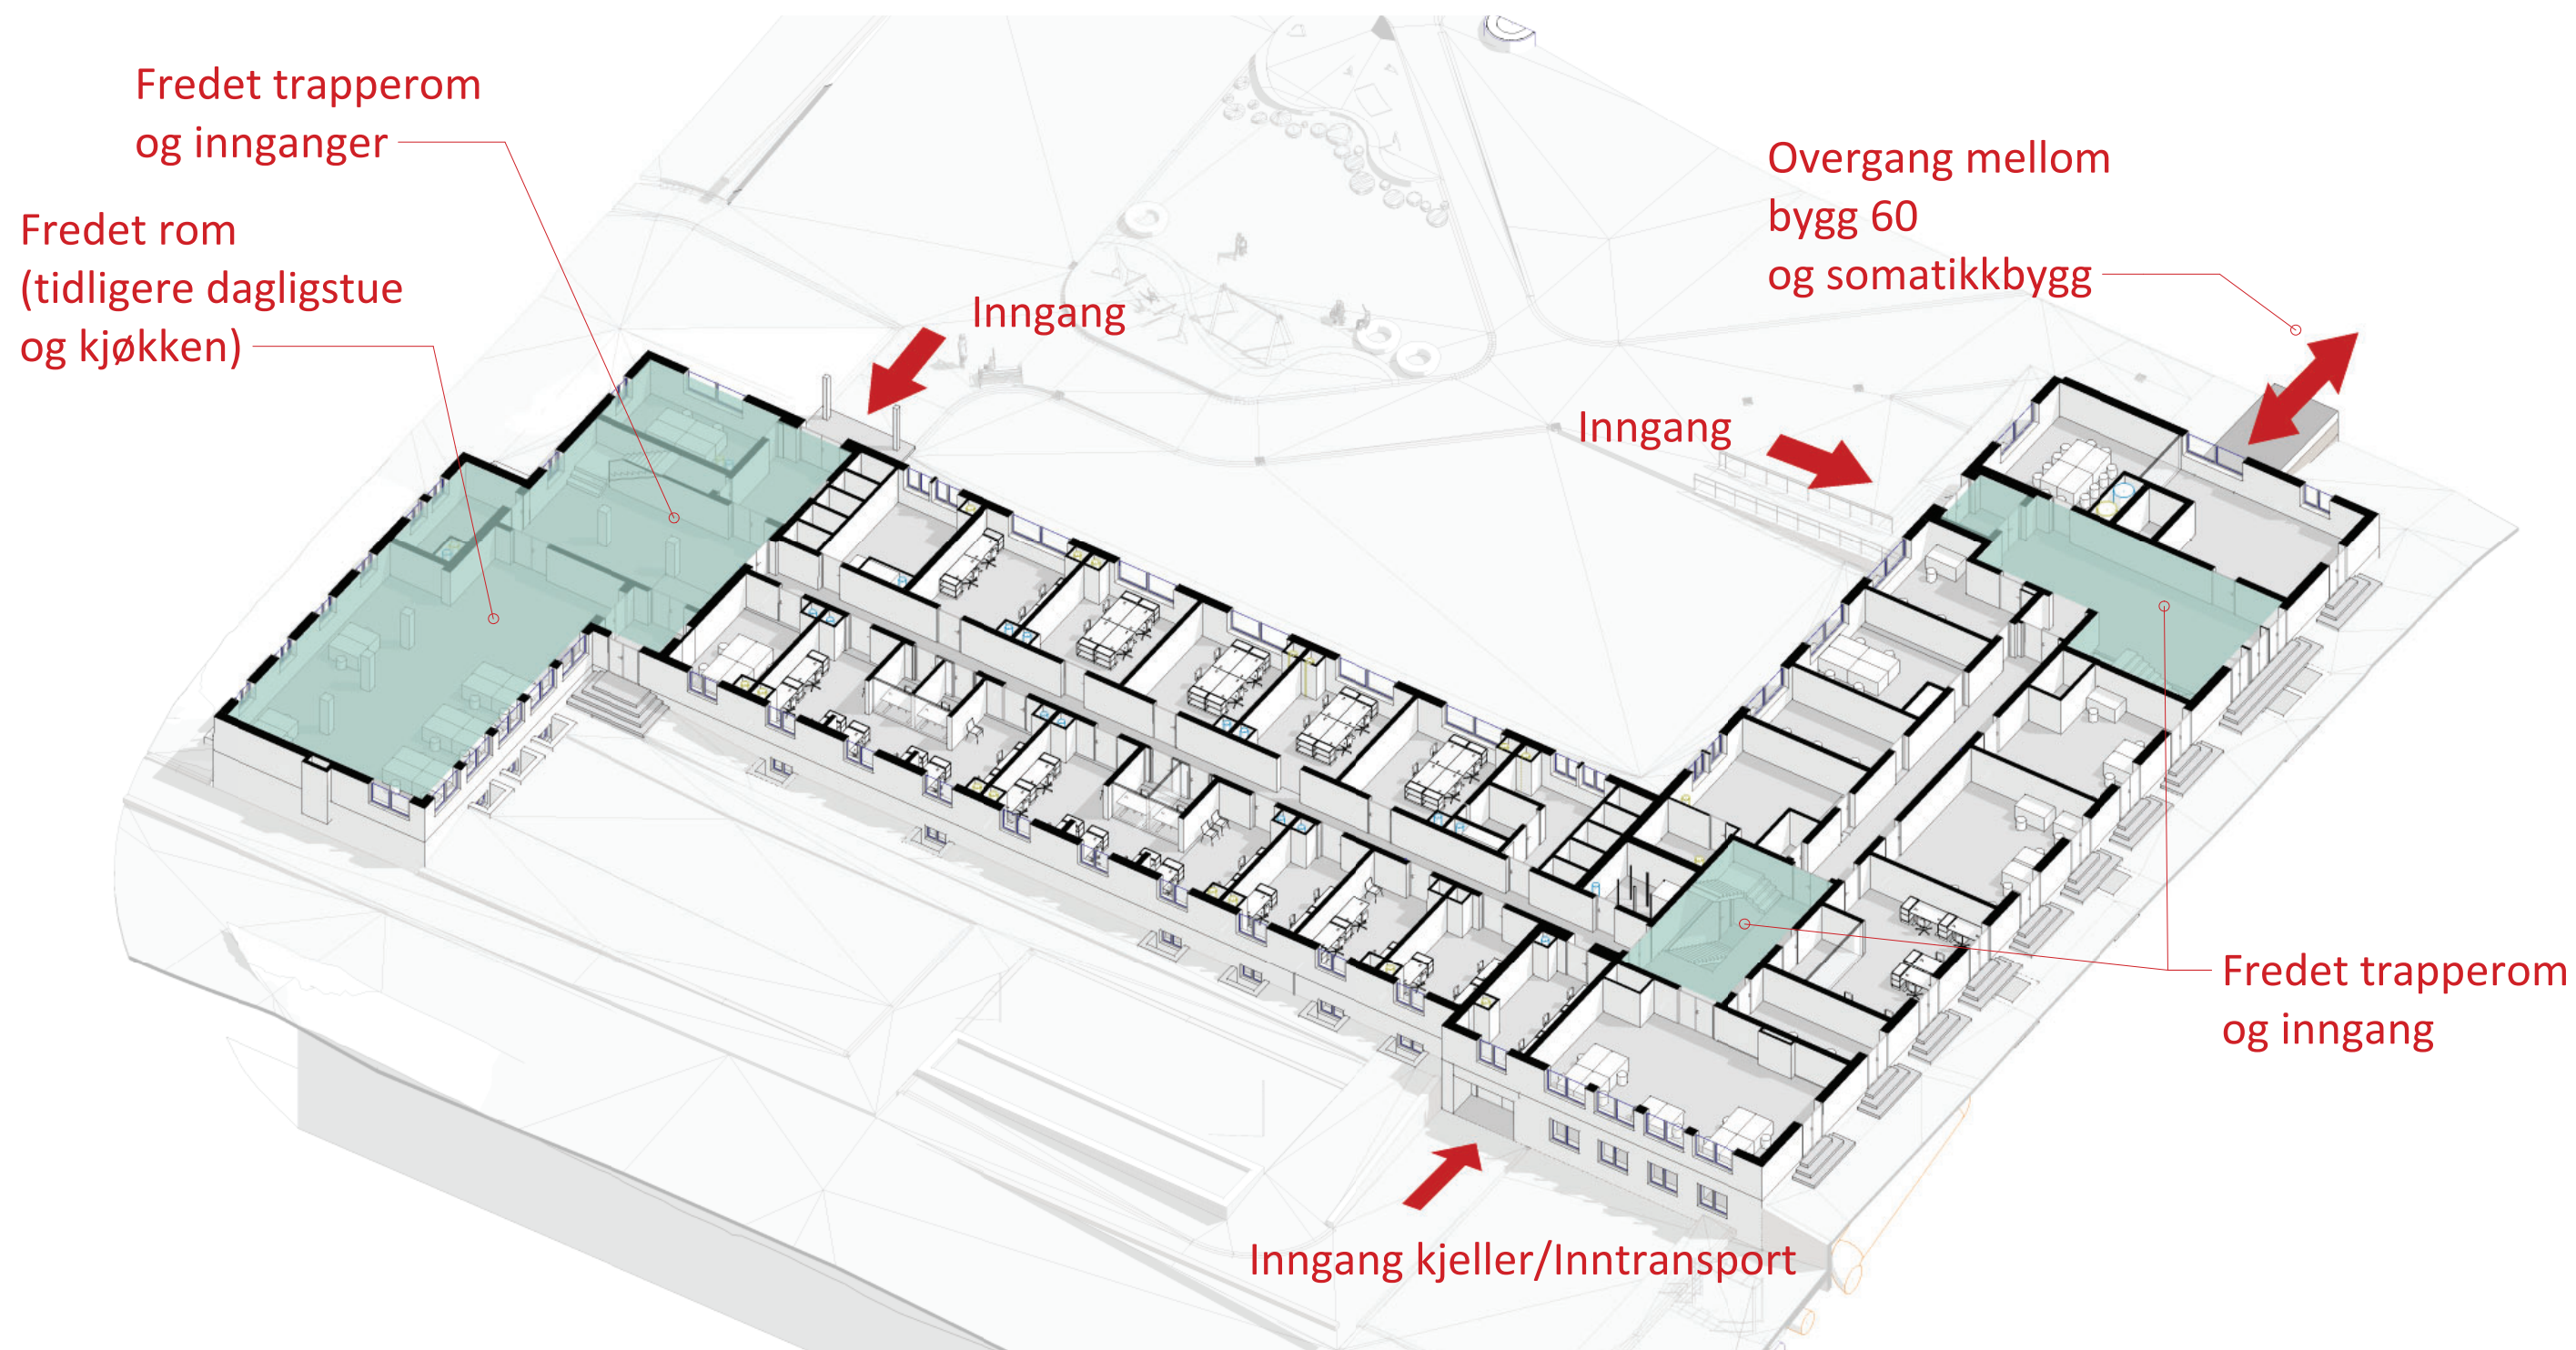 Fredet trapperom
og innganger
Fredet rom
(tidligere dagligstue
og kjøkken)
Inngang
Overgang mellom
bygg 60
og somatikkbygg
Inngang
Fredet trapperom
og inngang
Inngang kjeller/Inntransport